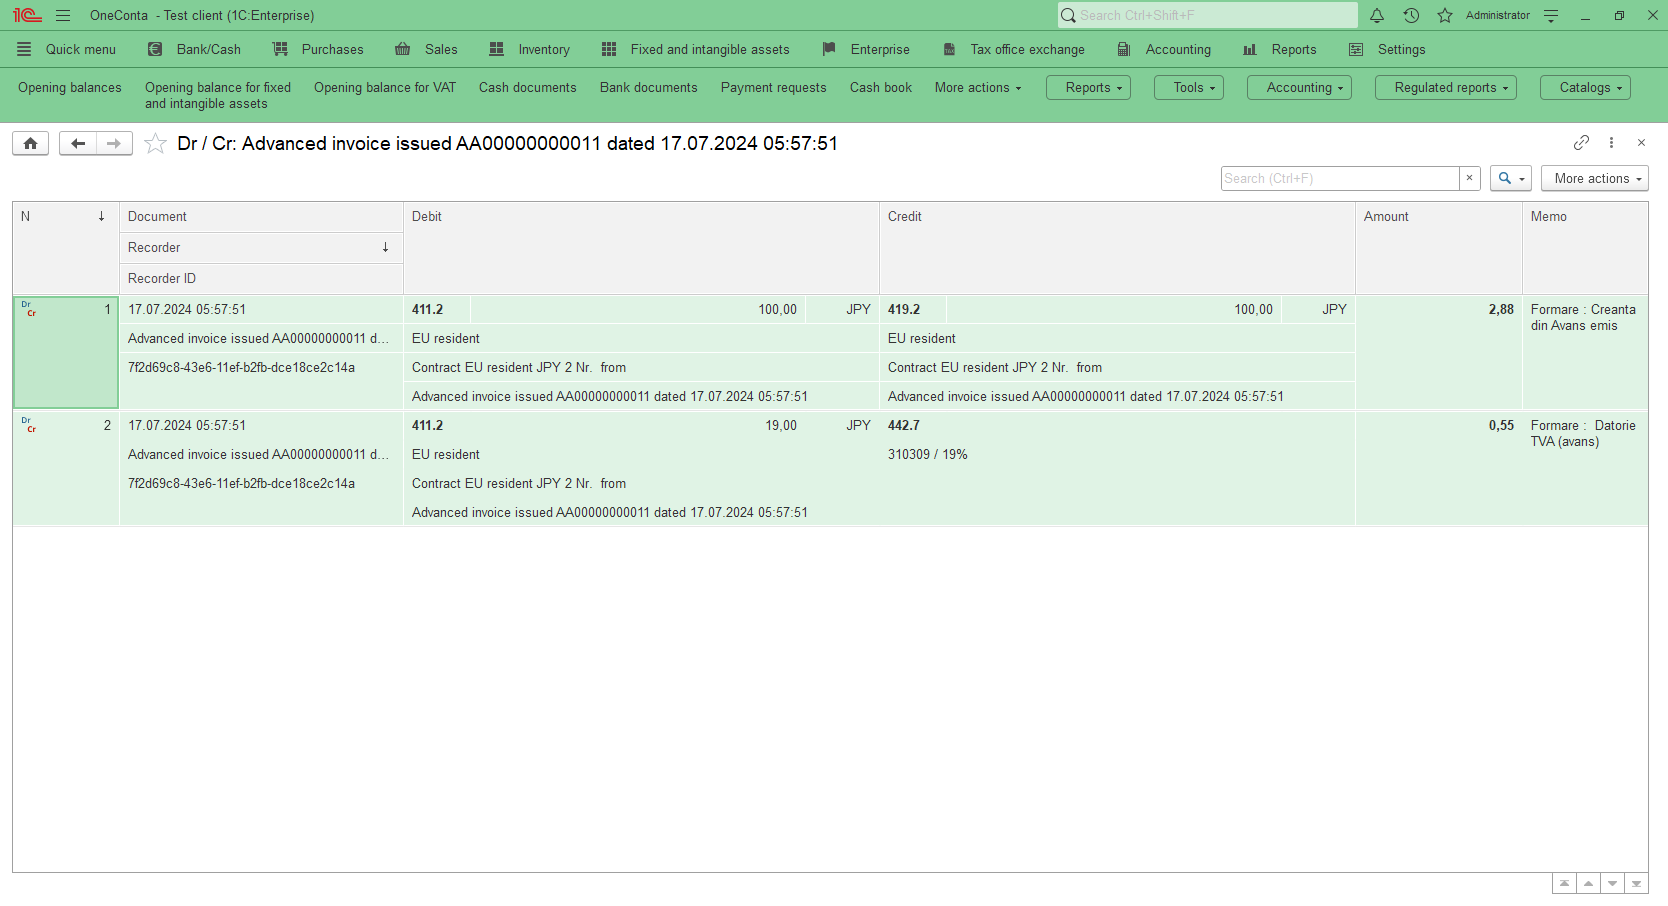 OneConta - Test client (1C:Enterprise)
Search Ctrl+Shift+F
Administrator
Quick menu
Bank/Cash
Purchases
Sales
Inventory
Fixed and intangible assets
Enterprise
Tax office exchange
Accounting
Reports
Settings
Opening balances
Opening balance for fixed
and intangible assets
Opening balance for VAT
Cash documents
Bank documents
Payment requests
Cash book
More actions
Reports
Tools
Accounting
Regulated reports
Catalogs
Dr / Cr: Advanced invoice issued AA00000000011 dated 17.07.2024 05:57:51
Search (Ctrl+F)
More actions
N
Document
Recorder
Recorder ID
Debit
Credit
Amount
Memo
Dr
Cr
1
17.07.2024 05:57:51
Advanced invoice issued AA00000000011 d...
7f2d69c8-43e6-11ef-b2fb-dce18ce2c14a
411.2
100,00
JPY
EU resident
Contract EU resident JPY 2 Nr. from
Advanced invoice issued AA00000000011 dated 17.07.2024 05:57:51
419.2
100,00
JPY
EU resident
Contract EU resident JPY 2 Nr. from
Advanced invoice issued AA00000000011 dated 17.07.2024 05:57:51
2,88
Formare : Creanta
din Avans emis
Dr
Cr
2
17.07.2024 05:57:51
Advanced invoice issued AA00000000011 d...
7f2d69c8-43e6-11ef-b2fb-dce18ce2c14a
411.2
19,00
JPY
EU resident
Contract EU resident JPY 2 Nr. from
Advanced invoice issued AA00000000011 dated 17.07.2024 05:57:51
442.7
310309 / 19%
0,55
Formare : Datorie
TVA (avans)